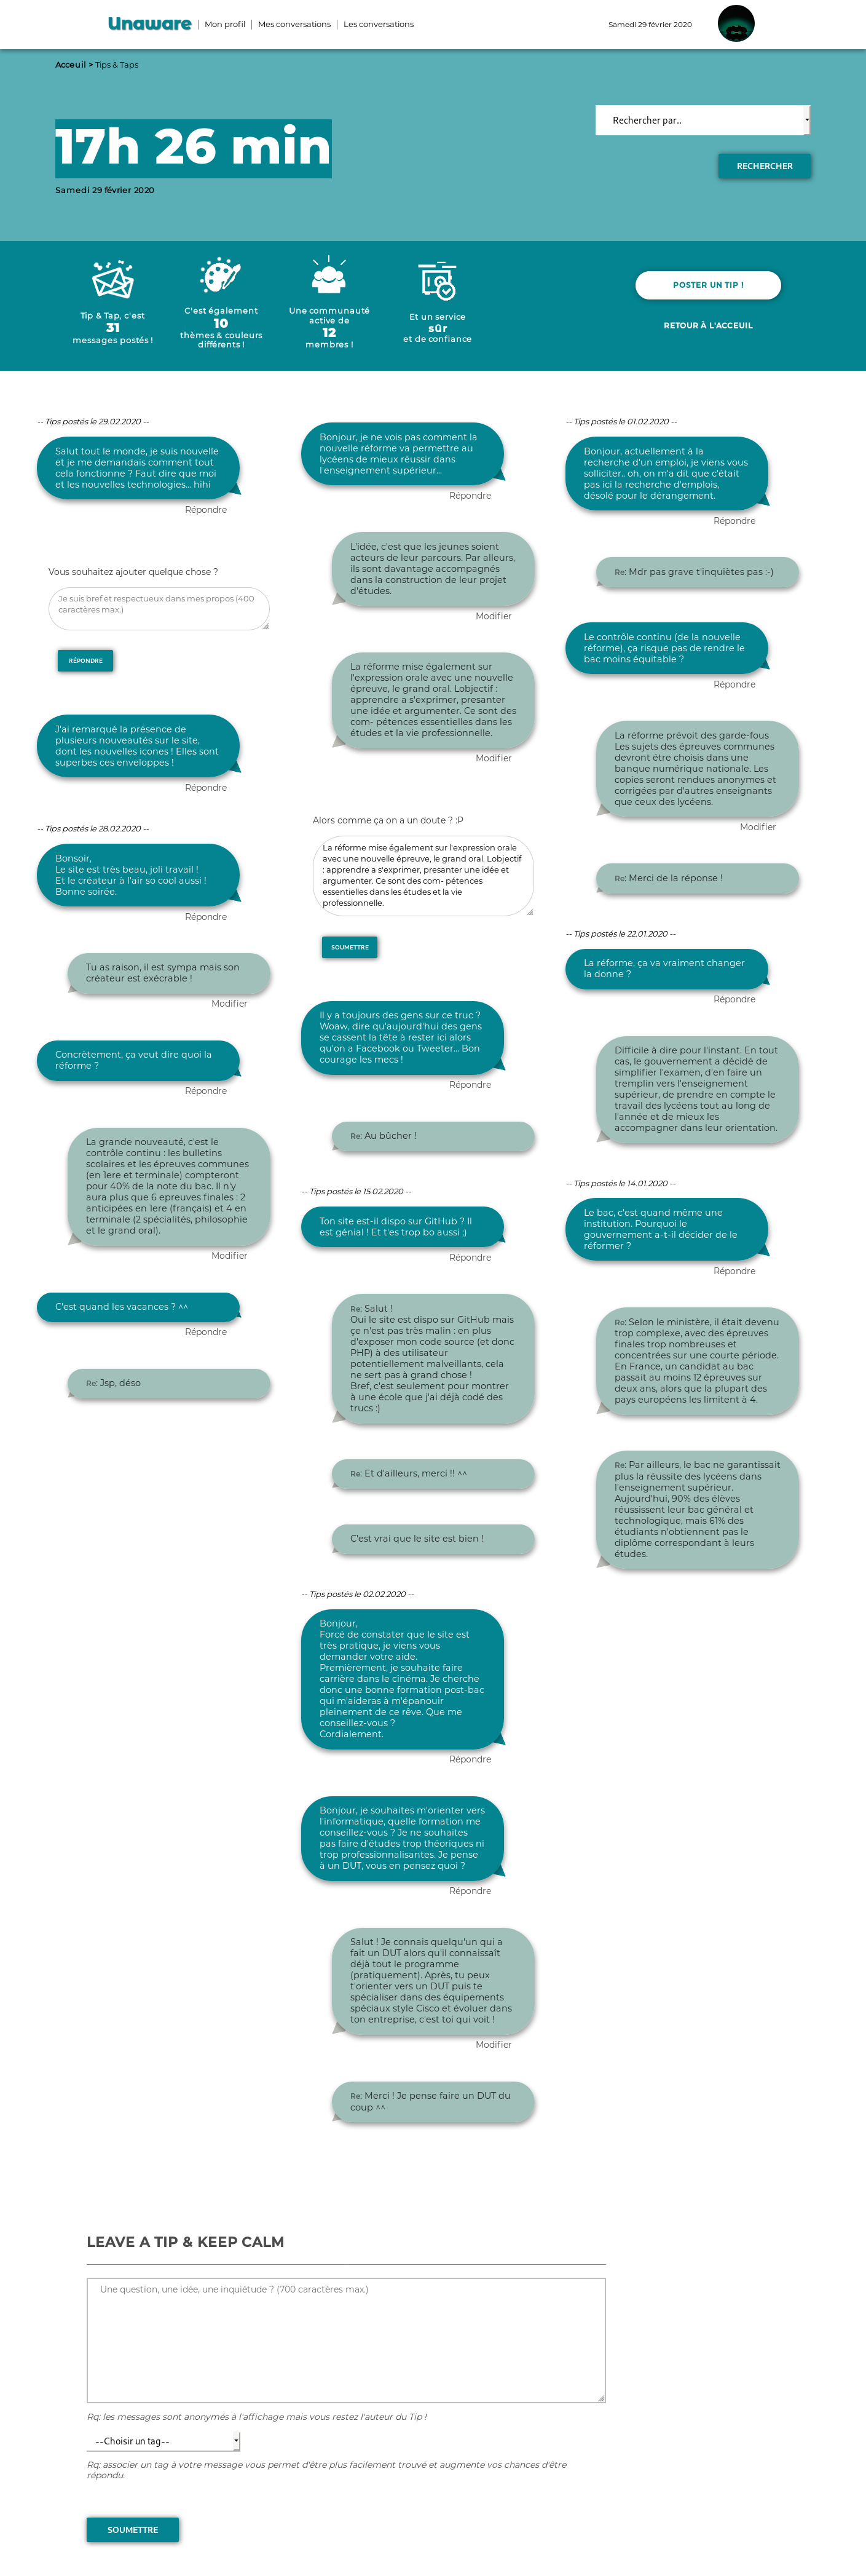 Unaware
Mon profil
Mes conversations
Les conversations
Samedi 29 février 2020
Acceuil > Tips & Taps
17h 26 min
Samedi 29 février 2020
Rechercher par..
RECHERCHER
Tip & Tap, c'est
31
messages postés !
C'est également
10
thèmes & couleurs
différents !
Une communauté
active de
12
membres !
Et un service
sûr
et de confiance
POSTER UN TIP !
RETOUR À L'ACCEUIL
-- Tips postés le 29.02.2020 --
Salut tout le monde, je suis nouvelle
et je me demandais comment tout
cela fonctionne ? Faut dire que moi
et les nouvelles technologies... hihi
Répondre
Vous souhaitez ajouter quelque chose ?
Je suis bref et respectueux dans mes propos (400
caractères max.)
RÉPONDRE
J'ai remarqué la présence de
plusieurs nouveautés sur le site,
dont les nouvelles icones ! Elles sont
superbes ces enveloppes !
Répondre
-- Tips postés le 28.02.2020 --
Bonsoir,
Le site est très beau, joli travail !
Et le créateur à l'air so cool aussi !
Bonne soirée.
Répondre
Tu as raison, il est sympa mais son
créateur est exécrable !
Modifier
Concrètement, ça veut dire quoi la
réforme ?
Répondre
La grande nouveauté, c'est le
contrôle continu : les bulletins
scolaires et les épreuves communes
(en 1ere et terminale) compteront
pour 40% de la note du bac. Il n'y
aura plus que 6 epreuves finales : 2
anticipées en 1ere (français) et 4 en
terminale (2 spécialités, philosophie
et le grand oral).
Modifier
C'est quand les vacances ? ^^
Répondre
Re: Jsp, déso
Bonjour, je ne vois pas comment la
nouvelle réforme va permettre au
lycéens de mieux réussir dans
l'enseignement supérieur...
Répondre
L'idée, c'est que les jeunes soient
acteurs de leur parcours. Par alleurs,
ils sont davantage accompagnés
dans la construction de leur projet
d'études.
Modifier
La réforme mise également sur
l'expression orale avec une nouvelle
épreuve, le grand oral. Lobjectif :
apprendre a s'exprimer, presanter
une idée et argumenter. Ce sont des
com- pétences essentielles dans les
études et la vie professionnelle.
Modifier
Alors comme ça on a un doute ? :P
La réforme mise également sur l'expression orale
avec une nouvelle épreuve, le grand oral. Lobjectif
: apprendre a s'exprimer, presanter une idée et
argumenter. Ce sont des com- pétences
essentielles dans les études et la vie
professionnelle.
SOUMETTRE
Il y a toujours des gens sur ce truc ?
Woaw, dire qu'aujourd'hui des gens
se cassent la tête à rester ici alors
qu'on a Facebook ou Tweeter... Bon
courage les mecs !
Répondre
Re: Au bûcher !
-- Tips postés le 15.02.2020 --
Ton site est-il dispo sur GitHub ? Il
est génial ! Et t'es trop bo aussi ;)
Répondre
Re: Salut !
Oui le site est dispo sur GitHub mais
çe n'est pas très malin : en plus
d'exposer mon code source (et donc
PHP) à des utilisateur
potentiellement malveillants, cela
ne sert pas à grand chose !
Bref, c'est seulement pour montrer
à une école que j'ai déjà codé des
trucs :)
Re: Et d'ailleurs, merci !! ^^
C'est vrai que le site est bien !
-- Tips postés le 02.02.2020 --
Bonjour,
Forcé de constater que le site est
très pratique, je viens vous
demander votre aide.
Premièrement, je souhaite faire
carrière dans le cinéma. Je cherche
donc une bonne formation post-bac
qui m'aideras à m'épanouir
pleinement de ce rêve. Que me
conseillez-vous ?
Cordialement.
Répondre
Bonjour, je souhaites m'orienter vers
l'informatique, quelle formation me
conseillez-vous ? Je ne souhaites
pas faire d'études trop théoriques ni
trop professionnalisantes. Je pense
à un DUT, vous en pensez quoi ?
Répondre
Salut ! Je connais quelqu'un qui a
fait un DUT alors qu'il connaissaît
déjà tout le programme
(pratiquement). Après, tu peux
t'orienter vers un DUT puis te
spécialiser dans des équipements
spéciaux style Cisco et évoluer dans
ton entreprise, c'est toi qui voit !
Modifier
Re: Merci ! Je pense faire un DUT du
coup ^^
-- Tips postés le 01.02.2020 --
Bonjour, actuellement à la
recherche d'un emploi, je viens vous
solliciter.. oh, on m'a dit que c'était
pas ici la recherche d'emplois,
désolé pour le dérangement.
Répondre
Re: Mdr pas grave t'inquiètes pas :-)
Le contrôle continu (de la nouvelle
réforme), ça risque pas de rendre le
bac moins équitable ?
Répondre
La réforme prévoit des garde-fous
Les sujets des épreuves communes
devront étre choisis dans une
banque numérique nationale. Les
copies seront rendues anonymes et
corrigées par d'autres enseignants
que ceux des lycéens.
Modifier
Re: Merci de la réponse !
-- Tips postés le 22.01.2020 --
La réforme, ça va vraiment changer
la donne ?
Répondre
Difficile à dire pour l'instant. En tout
cas, le gouvernement a décidé de
simplifier l'examen, d'en faire un
tremplin vers l'enseignement
supérieur, de prendre en compte le
travail des lycéens tout au long de
l'année et de mieux les
accompagner dans leur orientation.
-- Tips postés le 14.01.2020 --
Le bac, c'est quand même une
institution. Pourquoi le
gouvernement a-t-il décider de le
réformer ?
Répondre
Re: Selon le ministère, il était devenu
trop complexe, avec des épreuves
finales trop nombreuses et
concentrées sur une courte période.
En France, un candidat au bac
passait au moins 12 épreuves sur
deux ans, alors que la plupart des
pays européens les limitent à 4.
Re: Par ailleurs, le bac ne garantissait
plus la réussite des lycéens dans
l'enseignement supérieur.
Aujourd'hui, 90% des élèves
réussissent leur bac général et
technologique, mais 61% des
étudiants n'obtiennent pas le
diplôme correspondant à leurs
études.
LEAVE A TIP & KEEP CALM
Une question, une idée, une inquiétude ? (700 caractères max.)
Rq: les messages sont anonymés à l'affichage mais vous restez l'auteur du Tip !
--Choisir un tag--
Rq: associer un tag à votre message vous permet d'être plus facilement trouvé et augmente vos chances d'être
répondu.
SOUMETTRE